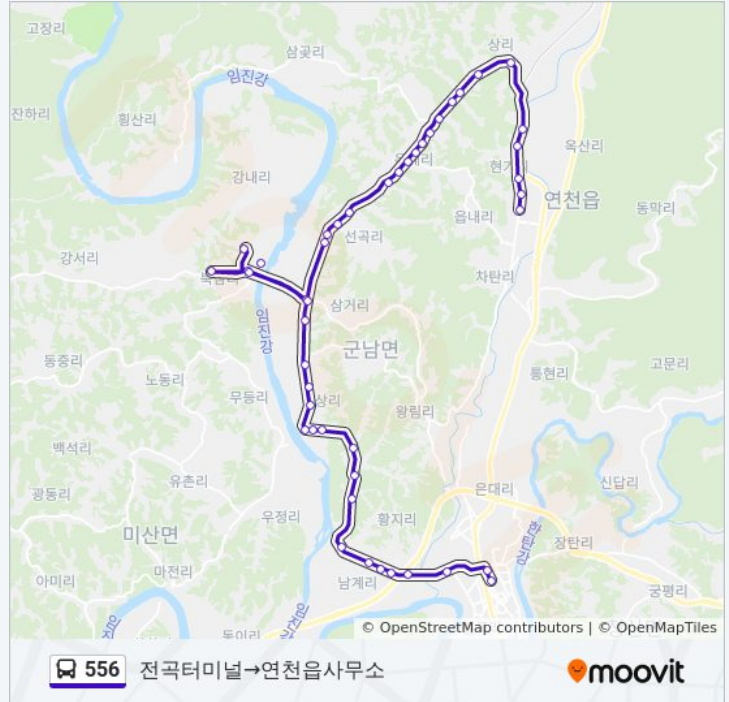 고장리
상리
삼곶리
임진강
잔하리
횡산리
옥산리
강내리
연천읍
동막리
읍내리
선곡리
강서리
차탄리
삼거리
임진강
군남면
동중리
고문리
노동리
통현리
무등리
상리
왕림리
백석리
유촌리
은대리
신답리
광동리
우정리
황지리
한탄강
미산면
장탄리
마전리
아미리
남계리
궁평리
동이리
© OpenStreetMap contributors | © OpenMapTiles
556 전곡터미널→연천읍사무소
moovit